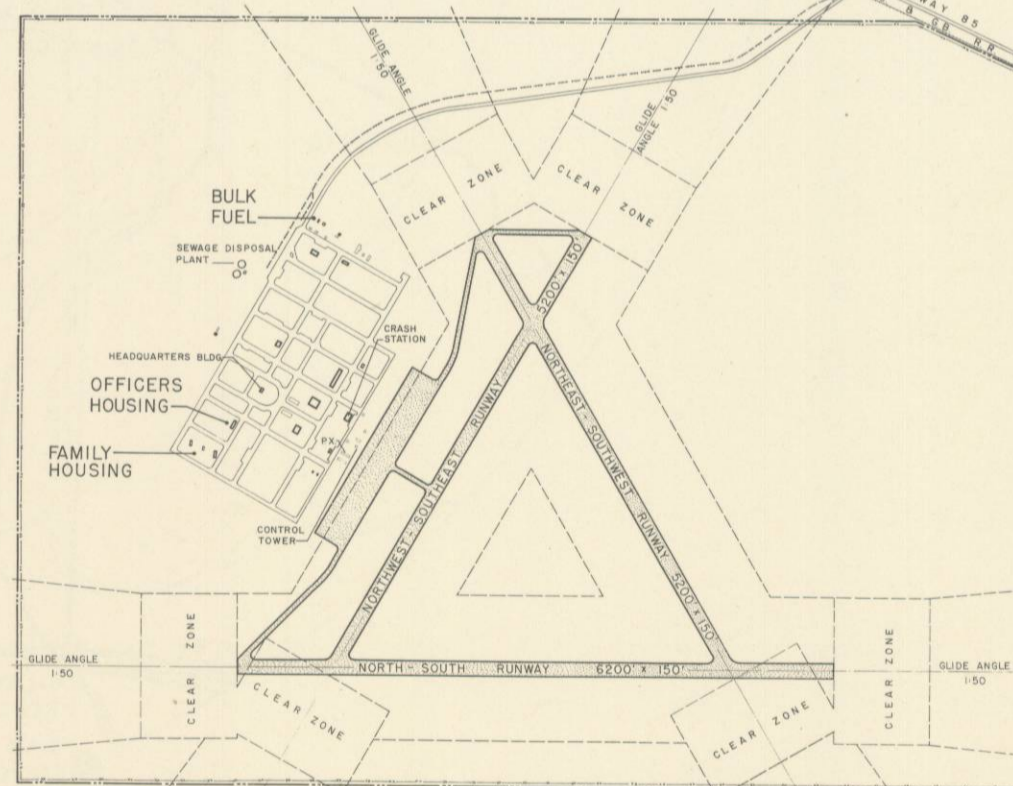 WAY 85
B GB R.R.
GLIDE ANGLE
1:50
GLIDE
ANGLE 1:50
CLEAR ZONE
CLEAR ZONE
BULK
FUEL
SEWAGE DISPOSAL
PLANT
5200' x 150'
CRASH
STATION
HEADQUARTERS BLDG
OFFICERS
HOUSING
PX
FAMILY
HOUSING
CONTROL
TOWER
NORTHWEST - SOUTHEAST RUNWAY
NORTHEAST - SOUTHWEST RUNWAY 5200' x 150'
CLEAR ZONE
GLIDE ANGLE
1:50
NORTH - SOUTH RUNWAY 6200' x 150'
CLEAR ZONE
GLIDE ANGLE
1:50
CLEAR ZONE
CLEAR ZONE